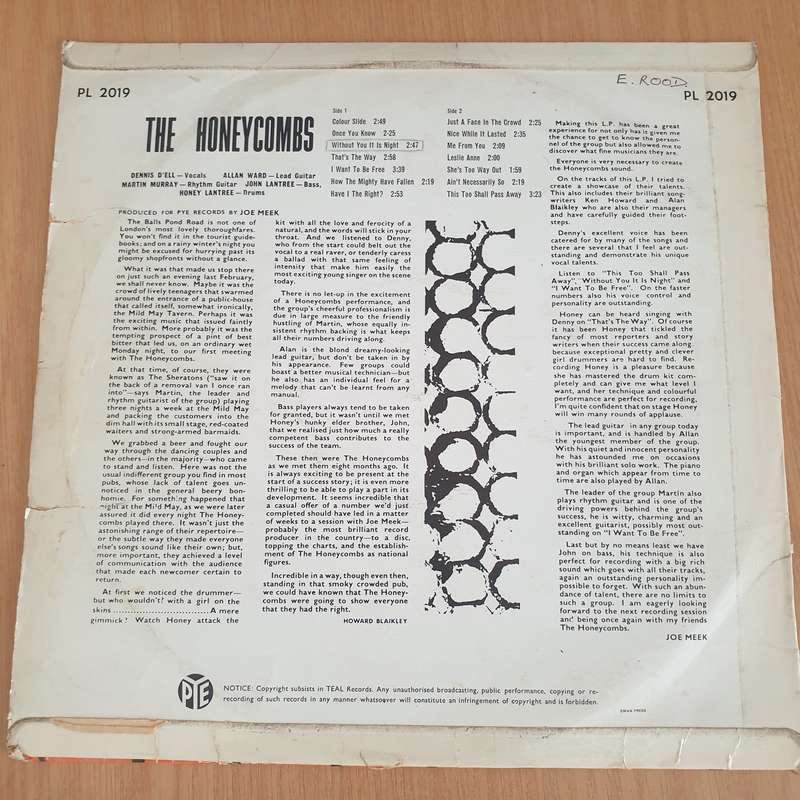 E. ROOD.
PL 2019
PL 2019
THE HONEYCOMBS
DENNIS D'ELL—Vocals ALLAN WARD—Lead Guitar
MARTIN MURRAY—Rhythm Guitar JOHN LANTREE—Bass,
HONEY LANTREE—Drums
Side 1
Colour Slide 2:49
Once You Know 2:25
Without You It Is Night 2:47
That's The Way 2:58
I Want To Be Free 3:39
How The Mighty Have Fallen 2:19
Have I The Right? 2:53
Side 2
Just A Face In The Crowd 2:25
Nice While It Lasted 2:35
Me From You 2:09
Leslie Anne 2:00
She's Too Way Out 1:59
Ain't Necessarily So 2:19
This Too Shall Pass Away 3:23
PRODUCED FOR PYE RECORDS BY JOE MEEK
The Balls Pond Road is not one of
London's most lovely thoroughfares.
You won't find it in the tourist guide-
books; and on a rainy winter's night you
might be excused for hurrying past its
gloomy shopfronts without a glance.
What it was that made us stop there
on just such an evening last February,
we shall never know. Maybe it was the
crowd of lively teenagers that swarmed
around the entrance of a public-house
that called itself, somewhat ironically,
the Mild May Tavern. Perhaps it was
the exciting music that issued faintly
from within. More probably it was the
tempting prospect of a pint of best
bitter that led us, on an ordinary wet
Monday night, to our first meeting
with The Honeycombs.
At that time, of course, they were
known as The Sheratons ("saw it on
the back of a removal van I once ran
into"—says Martin, the leader and
rhythm guitarist of the group) playing
three nights a week at the Mild May
and packing the customers into the
dim hall with its small stage, red-coated
waiters and strong-armed barmaids.
We grabbed a beer and fought our
way through the dancing couples and
the others—in the majority—who came
to stand and listen. Here was not the
usual indifferent group you find in most
pubs, whose lack of talent goes un-
noticed in the general beery bon-
homie. For something happened that
night at the Mild May, as we were later
assured it did every night The Honey-
combs played there. It wasn't just the
astonishing range of their repertoire—
or the subtle way they made everyone
else's songs sound like their own; but,
more important, they achieved a level
of communication with the audience
that made each newcomer certain to
return.
At first we noticed the drummer—
but who wouldn't? with a girl on the
skins ........................ A mere
gimmick? Watch Honey attack the
kit with all the love and ferocity of a
natural, and the words will stick in your
throat. And we listened to Denny,
who from the start could belt out the
vocal to a real raver, or tenderly caress
a ballad with that same feeling of
intensity that make him easily the
most exciting young singer on the scene
today.
There is no let-up in the excitement
of a Honeycombs performance, and the
group's cheerful professionalism is
due in large measure to the friendly
hustling of Martin, whose equally in-
sistent rhythm backing is what keeps
all their numbers driving along.
Alan is the blond dreamy-looking
lead guitar, but don't be taken in by
his appearance. Few groups could
boast a better musical technician—but
he also has an individual feel for a
melody that can't be learnt from any
manual.
Bass players always tend to be taken
for granted, but it wasn't until we met
Honey's hunky elder brother, John,
that we realised just how much a really
competent bass contributes to the
success of the team.
These then were The Honeycombs
as we met them eight months ago. It
is always exciting to be present at the
start of a success story; it is even more
thrilling to be able to play a part in its
development. It seems incredible that
a casual offer of a number we'd just
completed should have led in a matter
of weeks to a session with Joe Meek—
probably the most brilliant record
producer in the country—to a disc,
topping the charts, and the establish-
ment of The Honeycombs as national
figures.
Incredible in a way, though even then,
standing in that smoky crowded pub,
we could have known that The Honey-
combs were going to show everyone
that they had the right.
HOWARD BLAIKLEY
Making this L.P. has been a great
experience for not only has it given me
the chance to get to know the person-
nel of the group but also allowed me to
discover what fine musicians they are.
Everyone is very necessary to create
the Honeycombs sound.
On the tracks of this L.P. I tried to
create a showcase of their talents.
This also includes their brilliant song-
writers Ken Howard and Alan
Blaikley who are also their managers
and have carefully guided their foot-
steps.
Denny's excellent voice has been
catered for by many of the songs and
there are several that I feel are out-
standing and demonstrate his unique
vocal talents.
Listen to "This Too Shall Pass
Away", 'Without You It Is Night" and
"I Want To Be Free". On the faster
numbers also his voice control and
personality are outstanding.
Honey can be heard singing with
Denny on "That's The Way". Of course
it has been Honey that tickled the
fancy of most reporters and story
writers when their success came along,
because exceptional pretty and clever
girl drummers are hard to find. Re-
cording Honey is a pleasure because
she has mastered the drum kit com-
pletely and can give me what level I
want, and her technique and colourful
performance are perfect for recording,
I'm quite confident that on stage Honey
will win many rounds of applause.
The lead guitar in any group today
is important, and is handled by Allan
the youngest member of the group.
With his quiet and innocent personality
he has astounded me on occasions
with his brilliant solo work. The piano
and organ which appear from time to
time are also played by Allan.
The leader of the group Martin also
plays rhythm guitar and is one of the
driving powers behind the group's
success, he is witty, charming and an
excellent guitarist, possibly most out-
standing on "I Want To Be Free".
Last but by no means least we have
John on bass, his technique is also
perfect for recording with a big rich
sound which goes with all their tracks,
again an outstanding personality im-
possible to forget. With such an abun-
dance of talent, there are no limits to
such a group. I am eagerly looking
forward to the next recording session
and being once again with my friends
The Honeycombs.
JOE MEEK
PYE
NOTICE: Copyright subsists in TEAL Records. Any unauthorised broadcasting, public performance, copying or re-
recording of such records in any manner whatsoever will constitute an infringement of copyright and is forbidden.